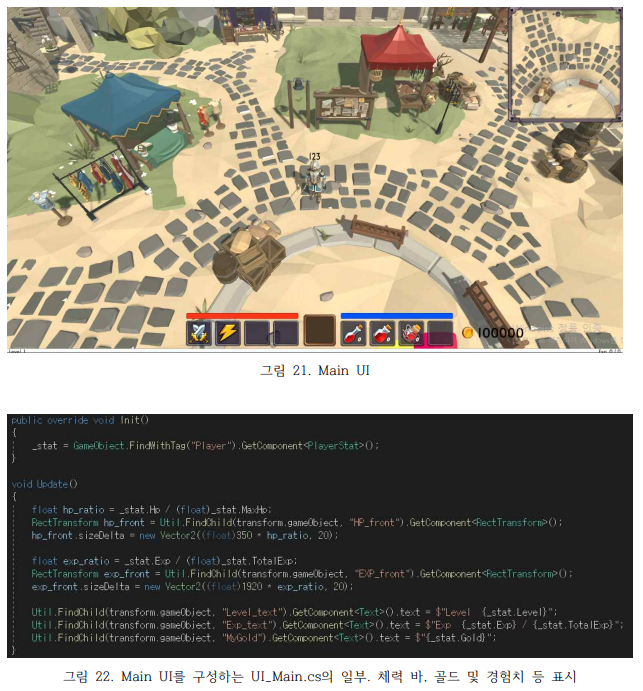 123
100000
그림 21. Main UI
public override void Init()
{
_stat = GameObject.FindWithTag("Player").GetComponent<PlayerStat>();
}
void Update()
{
float hp_ratio = _stat.Hp / (float)_stat.MaxHp;
RectTransform hp_front = Util.FindChild(transform.gameObject, "HP_front").GetComponent<RectTransform>();
hp_front.sizeDelta = new Vector2((float)350 * hp_ratio, 20);
float exp_ratio = _stat.Exp / (float)_stat.TotalExp;
RectTransform exp_front = Util.FindChild(transform.gameObject, "EXP_front").GetComponent<RectTransform>();
exp_front.sizeDelta = new Vector2((float)1920 * exp_ratio, 20);
Util.FindChild(transform.gameObject, "Level_text").GetComponent<Text>().text = $"Level  {_stat.Level}";
Util.FindChild(transform.gameObject, "Exp_text").GetComponent<Text>().text = $"Exp  {_stat.Exp} / {_stat.TotalExp}";
Util.FindChild(transform.gameObject, "MyGold").GetComponent<Text>().text = $"{_stat.Gold}";
}
그림 22. Main UI를 구성하는 UI_Main.cs의 일부. 체력 바, 골드 및 경험치 등 표시